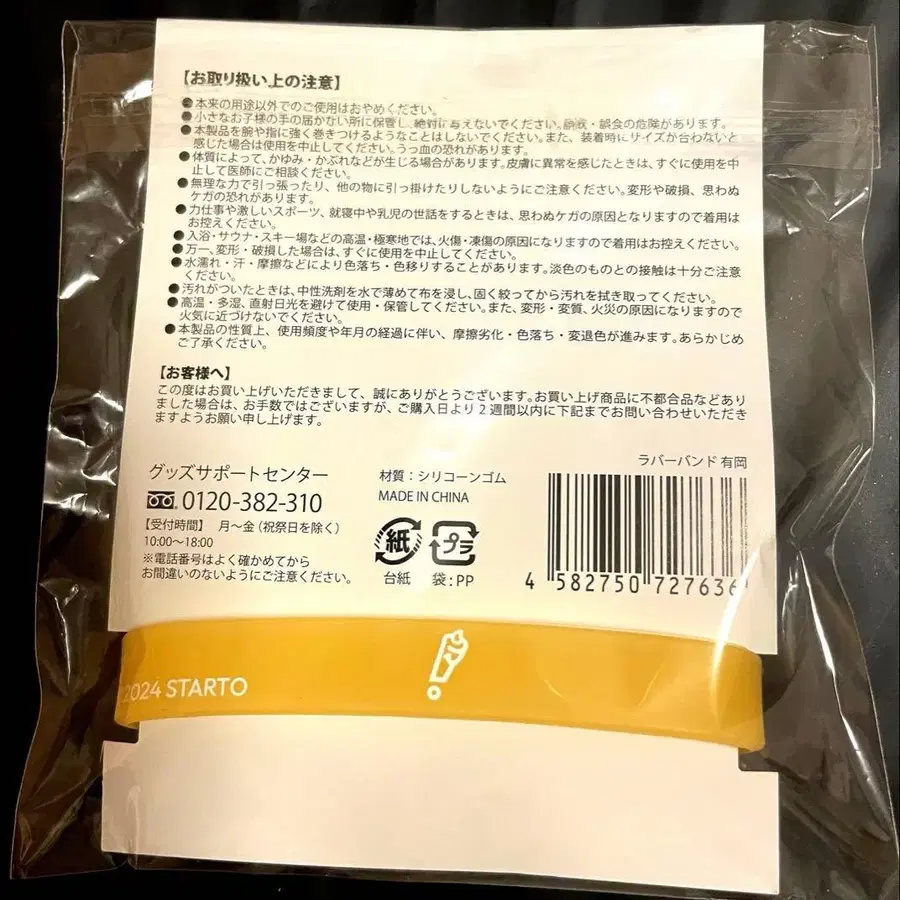 【お取り扱い上の注意】
●本来の用途以外でのご使用はおやめください。
●小さなお子様の手の届かない所に保管し、絶対に与えないでください。誤飲・誤食の危険があります。
●本製品を腕や指に強く巻きつけるようなことはしないでください。また、装着時にサイズが合わないと
感じた場合は使用を中止してください。うっ血の恐れがあります。
●体質によって、かゆみ・かぶれなどが生じる場合があります。皮膚に異常を感じたときは、すぐに使用を中
止して医師にご相談ください。
●無理な力で引っ張ったり、他の物に引っ掛けたりしないようにご注意ください。変形や破損、思わぬ
ケガの恐れがあります。
●力仕事や激しいスポーツ、就寝中や乳児の世話をするときは、思わぬケガの原因となりますので着用は
お控えください。
●入浴・サウナ・スキー場などの高温・極寒地では、火傷・凍傷の原因になりますので着用はお控えください。
●万一、変形・破損した場合は、すぐに使用を中止してください。
●水濡れ・汗・摩擦などにより色落ち・色移りすることがあります。淡色のものとの接触は十分ご注意
ください。
●汚れがついたときは、中性洗剤を水で薄めて布を浸し、固く絞ってから汚れを拭き取ってください。
●高温・多湿、直射日光を避けて使用・保管してください。また、変形・変質、火災の原因になりますので
火気に近づけないでください。
●本製品の性質上、使用頻度や年月の経過に伴い、摩擦劣化・色落ち・変退色が進みます。あらかじめ
ご了承ください。
【お客様へ】
この度はお買い上げいただきまして、誠にありがとうございます。お買い上げ商品に不都合品などあり
ました場合は、お手数ではございますが、ご購入日より2週間以内に下記までお問い合わせいただき
ますようお願い申し上げます。
グッズサポートセンター
0120-382-310
【受付時間】 月〜金（祝祭日を除く）
10:00〜18:00
※電話番号はよく確かめてから
お間違いのないようにご注意ください。
材質：シリコーンゴム
MADE IN CHINA
紙
台紙
プラ
袋：PP
ラバーバンド 有岡
4 582750 727636
2024 STARTO